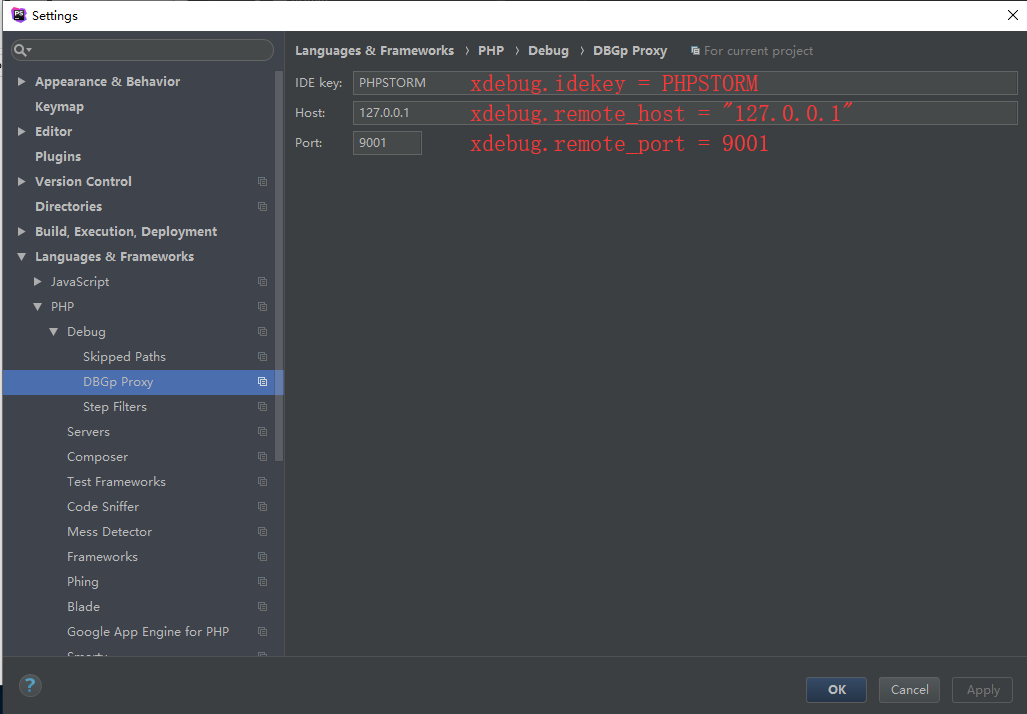 PS Settings
Languages & Frameworks › PHP › Debug › DBGp Proxy For current project
Appearance & Behavior
Keymap
Editor
Plugins
Version Control
Directories
Build, Execution, Deployment
Languages & Frameworks
JavaScript
PHP
Debug
Skipped Paths
DBGp Proxy
Step Filters
Servers
Composer
Test Frameworks
Code Sniffer
Mess Detector
Frameworks
Phing
Blade
Google App Engine for PHP
Smarty
IDE key: PHPSTORM xdebug.idekey = PHPSTORM
Host: 127.0.0.1 xdebug.remote_host = "127.0.0.1"
Port: 9001 xdebug.remote_port = 9001
?
OK Cancel Apply